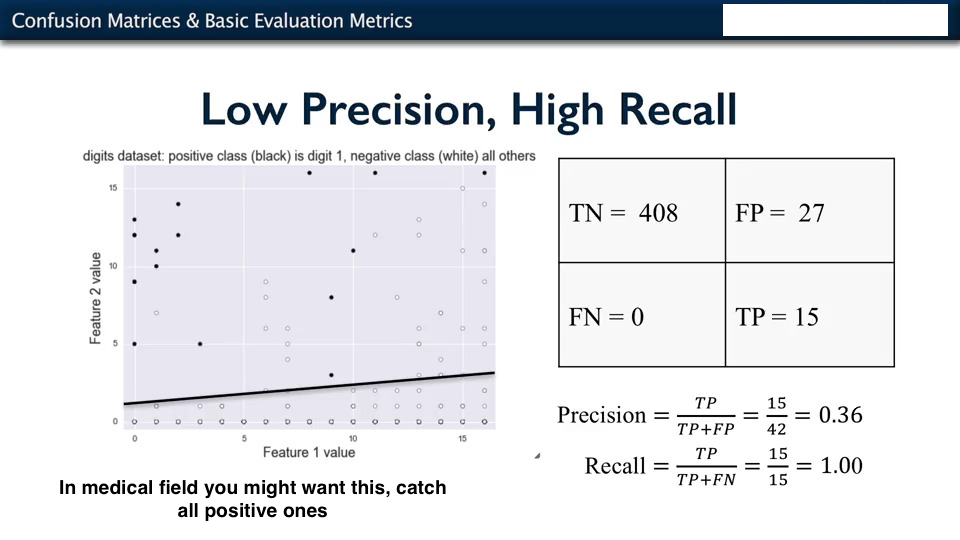 Confusion Matrices & Basic Evaluation Metrics
Low Precision, High Recall
digits dataset: positive class (black) is digit 1, negative class (white) all others
15
10
5
0
Feature 2 value
0
5
10
15
Feature 1 value
TN = 408
FP = 27
FN = 0
TP = 15
Precision = TP/TP+FP = 15/42 = 0.36
Recall = TP/TP+FN = 15/15 = 1.00
In medical field you might want this, catch
all positive ones